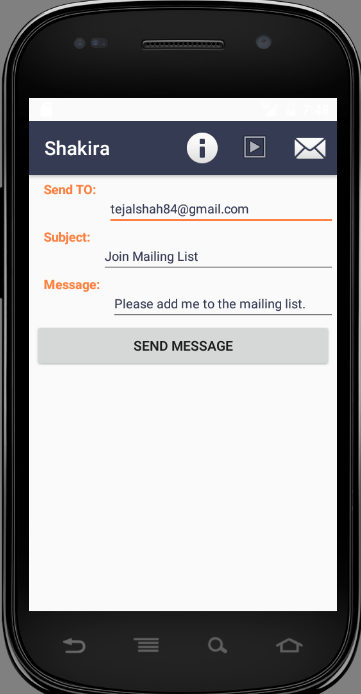 Shakira
Send TO:
tejalshah84@gmail.com
Subject:
Join Mailing List
Message:
Please add me to the mailing list.
SEND MESSAGE